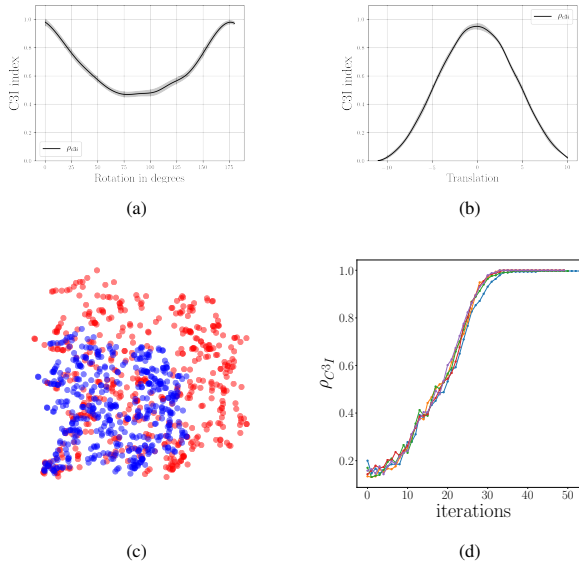 1.0
0.8
0.6
0.4
0.2
0.0
C3I index
ρc3i
0 25 50 75 100 125 150 175
Rotation in degrees
(a)
1.0
0.8
0.6
0.4
0.2
0.0
C3I index
ρc3i
−10 −5 0 5 10
Translation
(b)
(c)
1.0
0.8
0.6
0.4
0.2
ρC³I
0 10 20 30 40 50
iterations
(d)